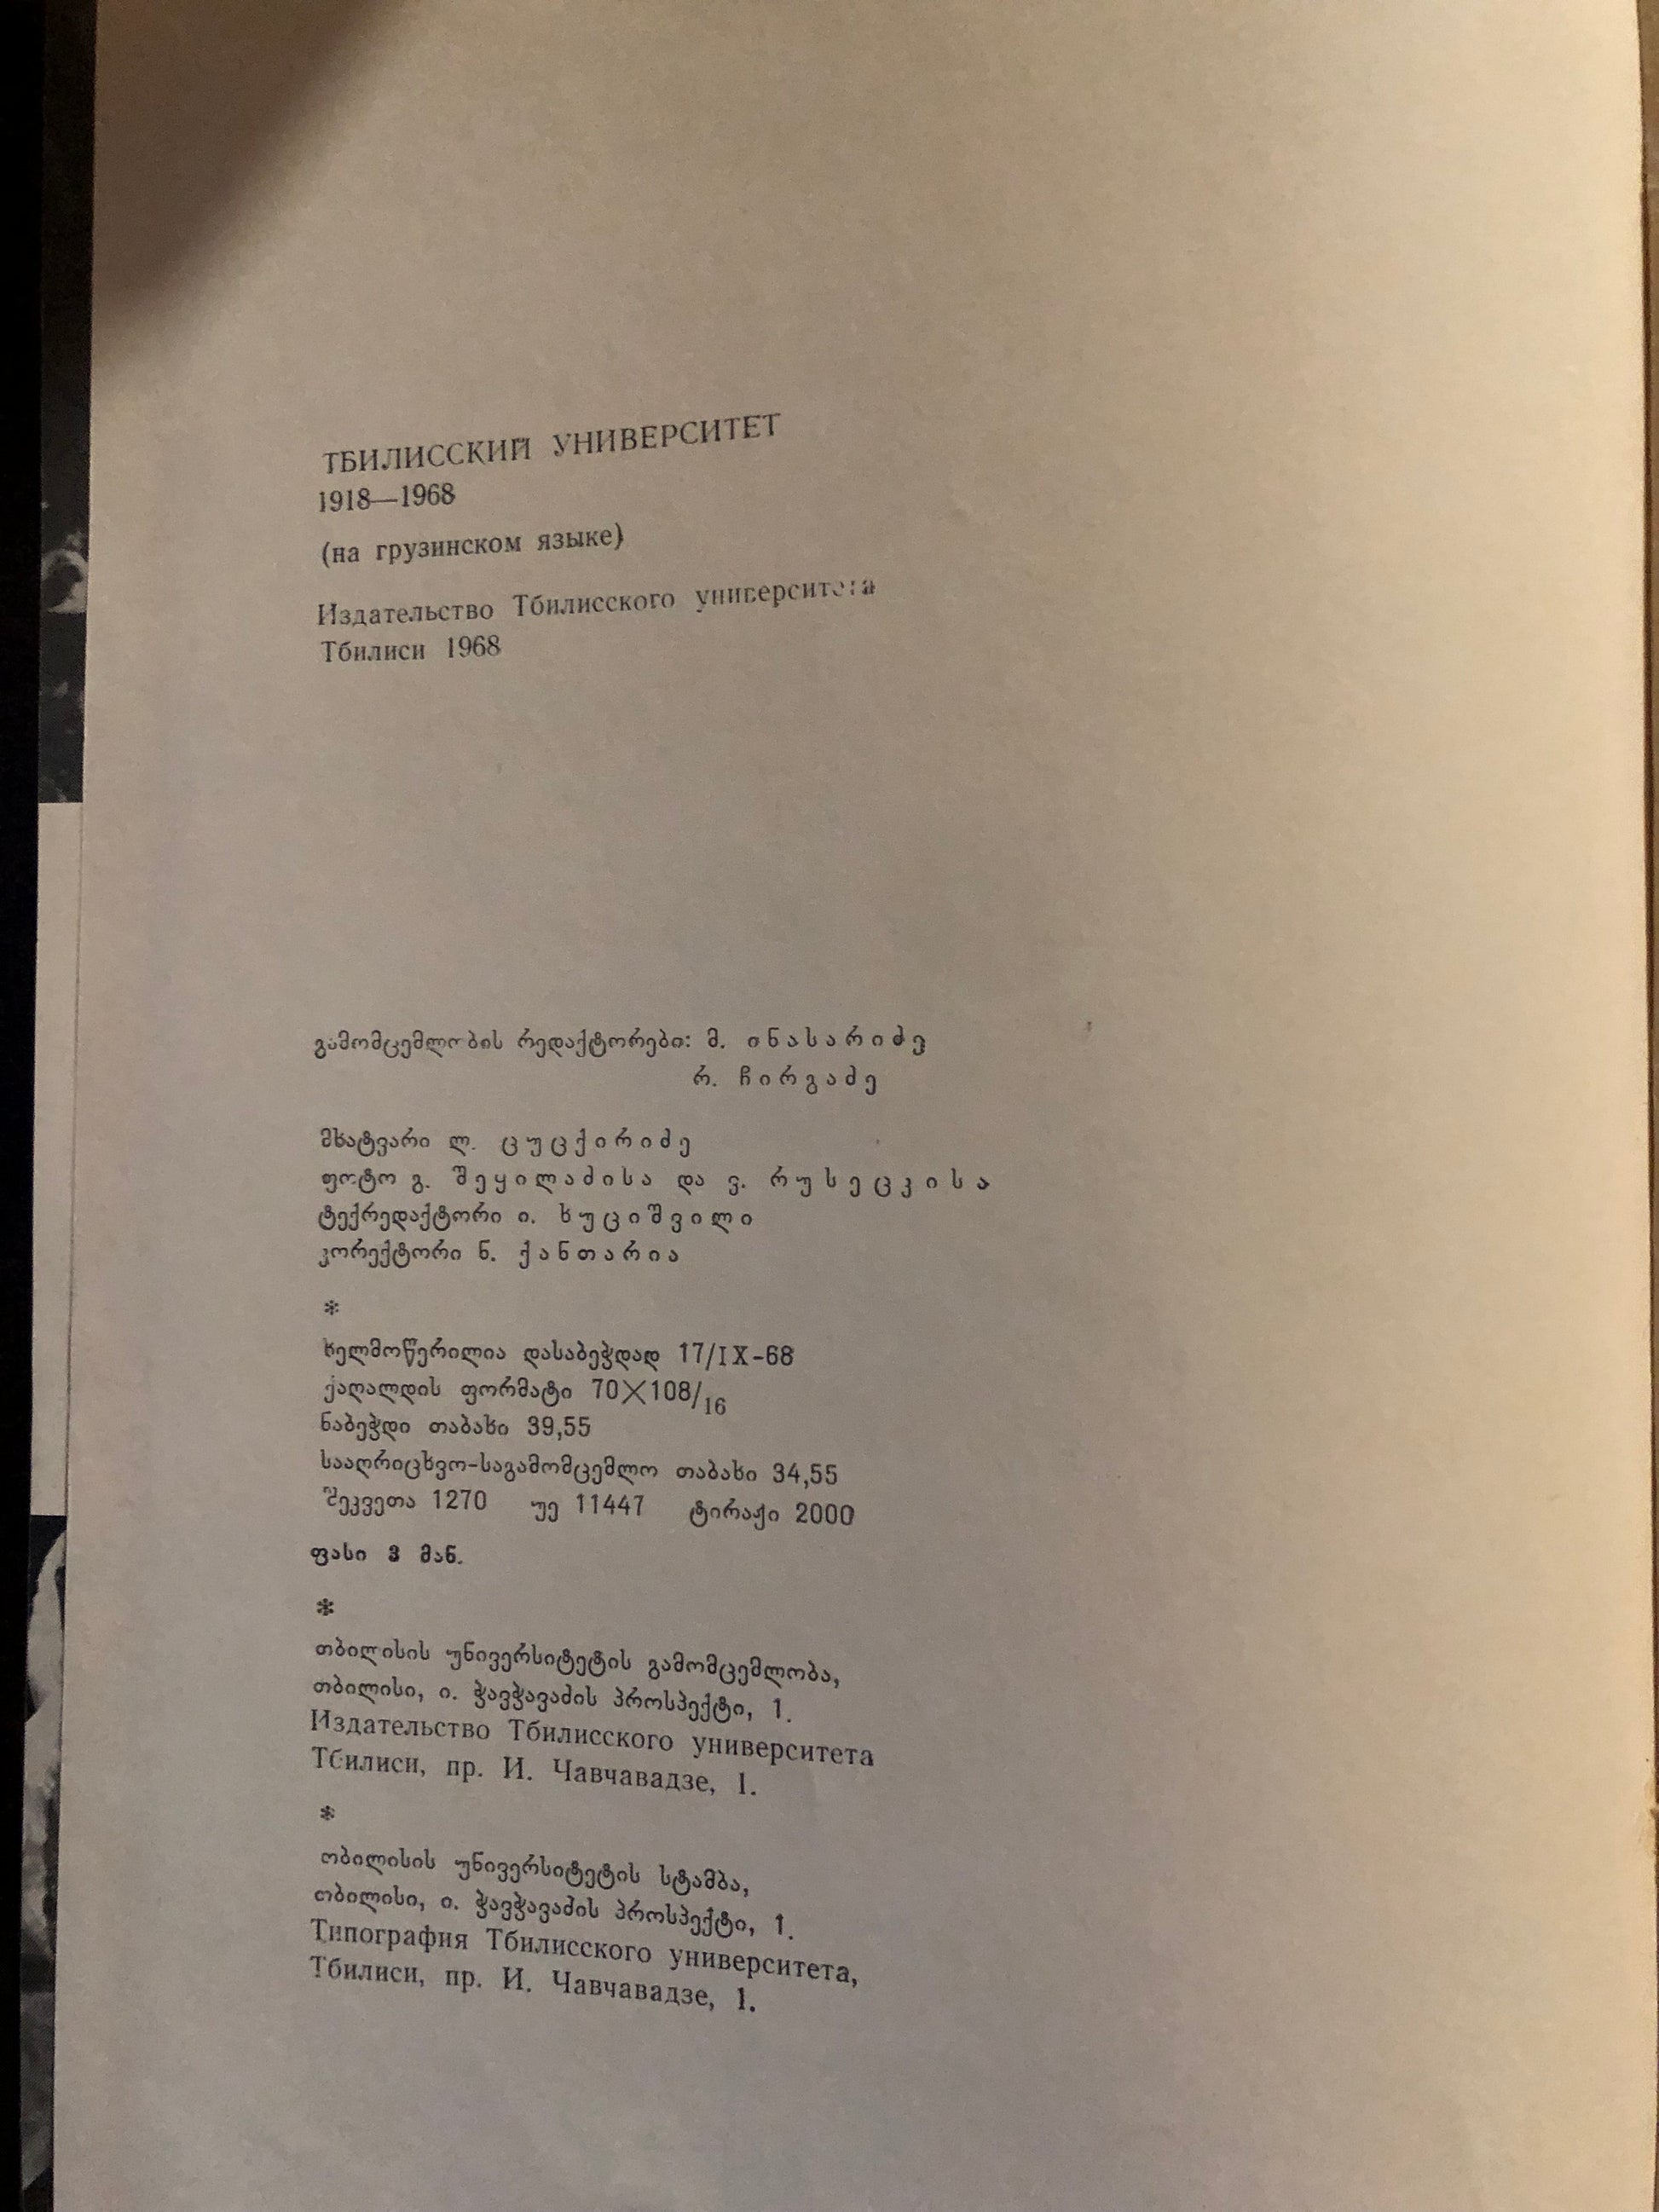 ТБИЛИССКИЙ УНИВЕРСИТЕТ
1918—1968
(на грузинском языке)
Издательство Тбилисского университета
Тбилиси 1968
გამომცემლობის რედაქტორები: მ. ინასარიძე
რ. ჩირგაძე
მხატვარი ლ. ცუცქირიძე
ფოტო გ. შეყილაძისა და ვ. რუსეცკისა
ტექრედაქტორი ი. ხუციშვილი
კორექტორი ნ. ქანთარია
*
ხელმოწერილია დასაბეჭდად 17/IX-68
ქაღალდის ფორმატი 70×108/16
ნაბეჭდი თაბახი 39,55
სააღრიცხვო-საგამომცემლო თაბახი 34,55
შეკვეთა 1270 უე 11447 ტირაჟი 2000
ფასი 3 მან.
*
თბილისის უნივერსიტეტის გამომცემლობა,
თბილისი, ი. ჭავჭავაძის პროსპექტი, 1.
Издательство Тбилисского университета
Тбилиси, пр. И. Чавчавадзе, 1.
*
თბილისის უნივერსიტეტის სტამბა,
თბილისი, ი. ჭავჭავაძის პროსპექტი, 1.
Типография Тбилисского университета,
Тбилиси, пр. И. Чавчавадзе, 1.